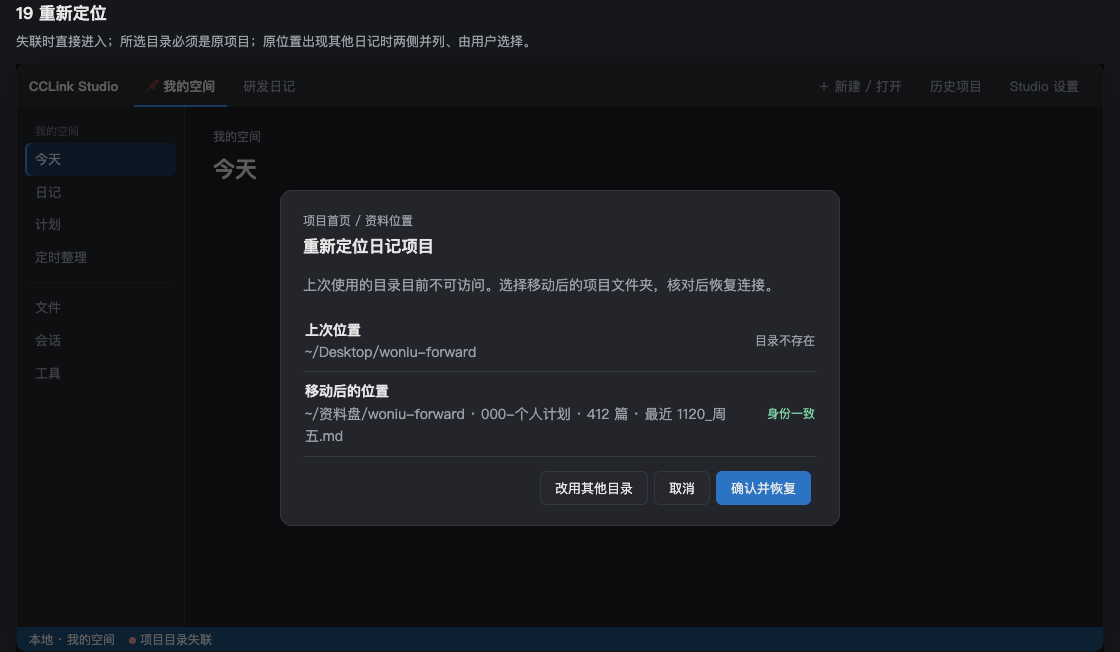 19 重新定位
失联时直接进入；所选目录必须是原项目；原位置出现其他日记时两侧并列、由用户选择。
CCLink Studio
📌 我的空间
研发日记
+ 新建 / 打开
历史项目
Studio 设置
我的空间
今天
日记
计划
定时整理
文件
会话
工具
我的空间
今天
项目首页 / 资料位置
重新定位日记项目
上次使用的目录目前不可访问。选择移动后的项目文件夹，核对后恢复连接。
上次位置
~/Desktop/woniu-forward
目录不存在
移动后的位置
~/资料盘/woniu-forward · 000-个人计划 · 412 篇 · 最近 1120_周
五.md
身份一致
改用其他目录
取消
确认并恢复
本地 · 我的空间
项目目录失联